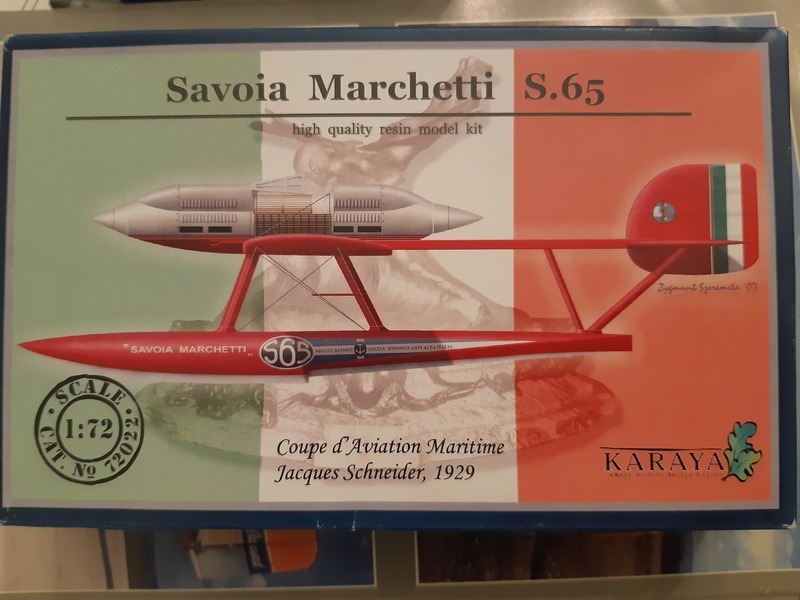 Savoia Marchetti S.65
high quality resin model kit
Zygmunt Szeremeta '07
"SAVOIA MARCHETTI"
S65
SCALE
1:72
CAT. Nº 72022
Coupe d'Aviation Maritime
Jacques Schneider, 1929
KARAYA